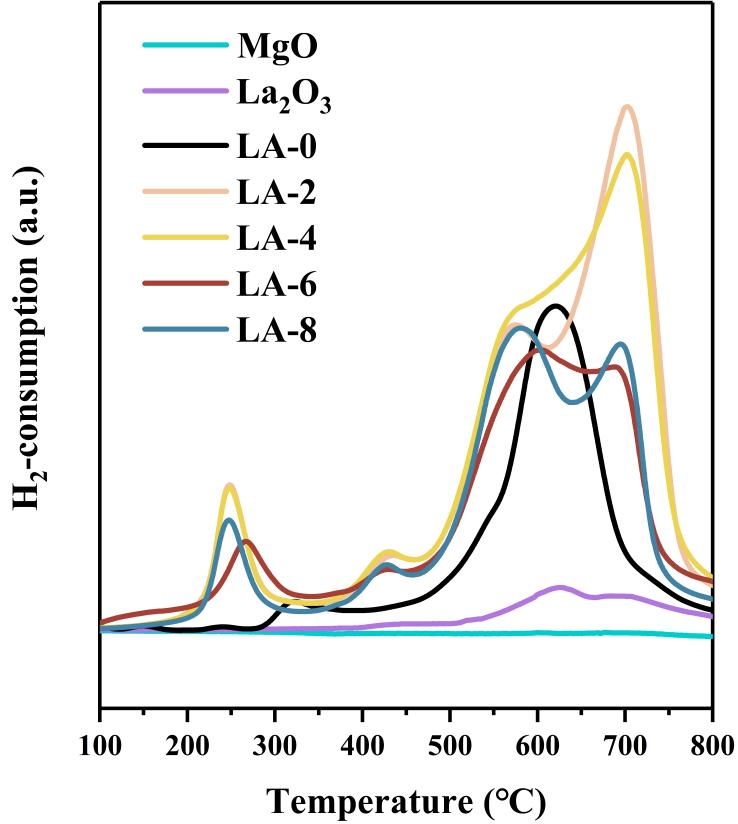 MgO
La₂O₃
LA-0
LA-2
LA-4
LA-6
LA-8
H₂-consumption (a.u.)
100 200 300 400 500 600 700 800
Temperature (℃)